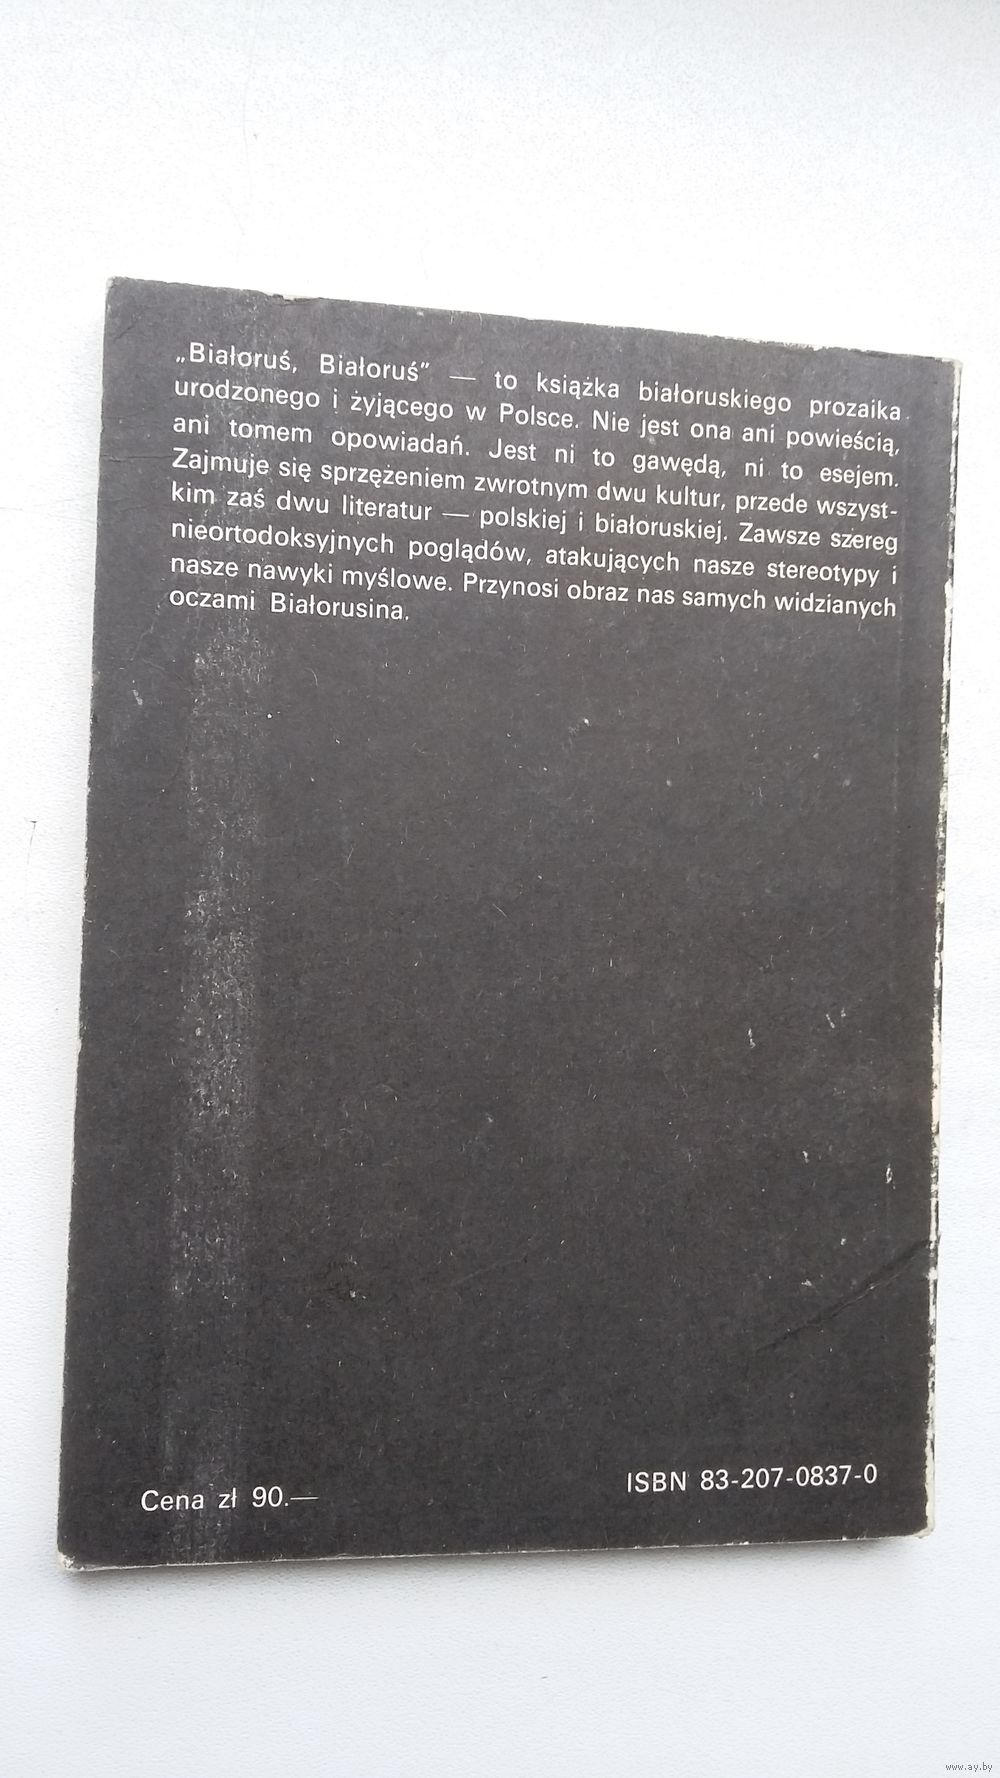 „Białoruś, Białoruś” — to książka białoruskiego prozaika
urodzonego i żyjącego w Polsce. Nie jest ona ani powieścią,
ani tomem opowiadań. Jest ni to gawędą, ni to esejem.
Zajmuje się sprzężeniem zwrotnym dwu kultur, przede wszyst-
kim zaś dwu literatur — polskiej i białoruskiej. Zawsze szereg
nieortodoksyjnych poglądów, atakujących nasze stereotypy i
nasze nawyki myślowe. Przynosi obraz nas samych widzianych
oczami Białorusina.
Cena zł 90.—
ISBN 83-207-0837-0
www.ay.by